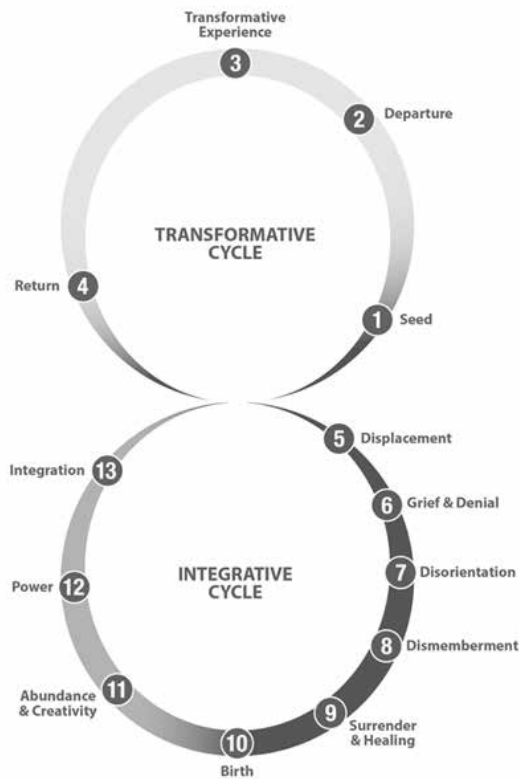 Transformative
Experience
3
2
Departure
TRANSFORMATIVE
CYCLE
Return
4
1
Seed
5
Displacement
Integration
13
6
Grief & Denial
7
Disorientation
INTEGRATIVE
CYCLE
Power
12
8
Dismemberment
Abundance
& Creativity
11
9
Surrender
& Healing
10
Birth